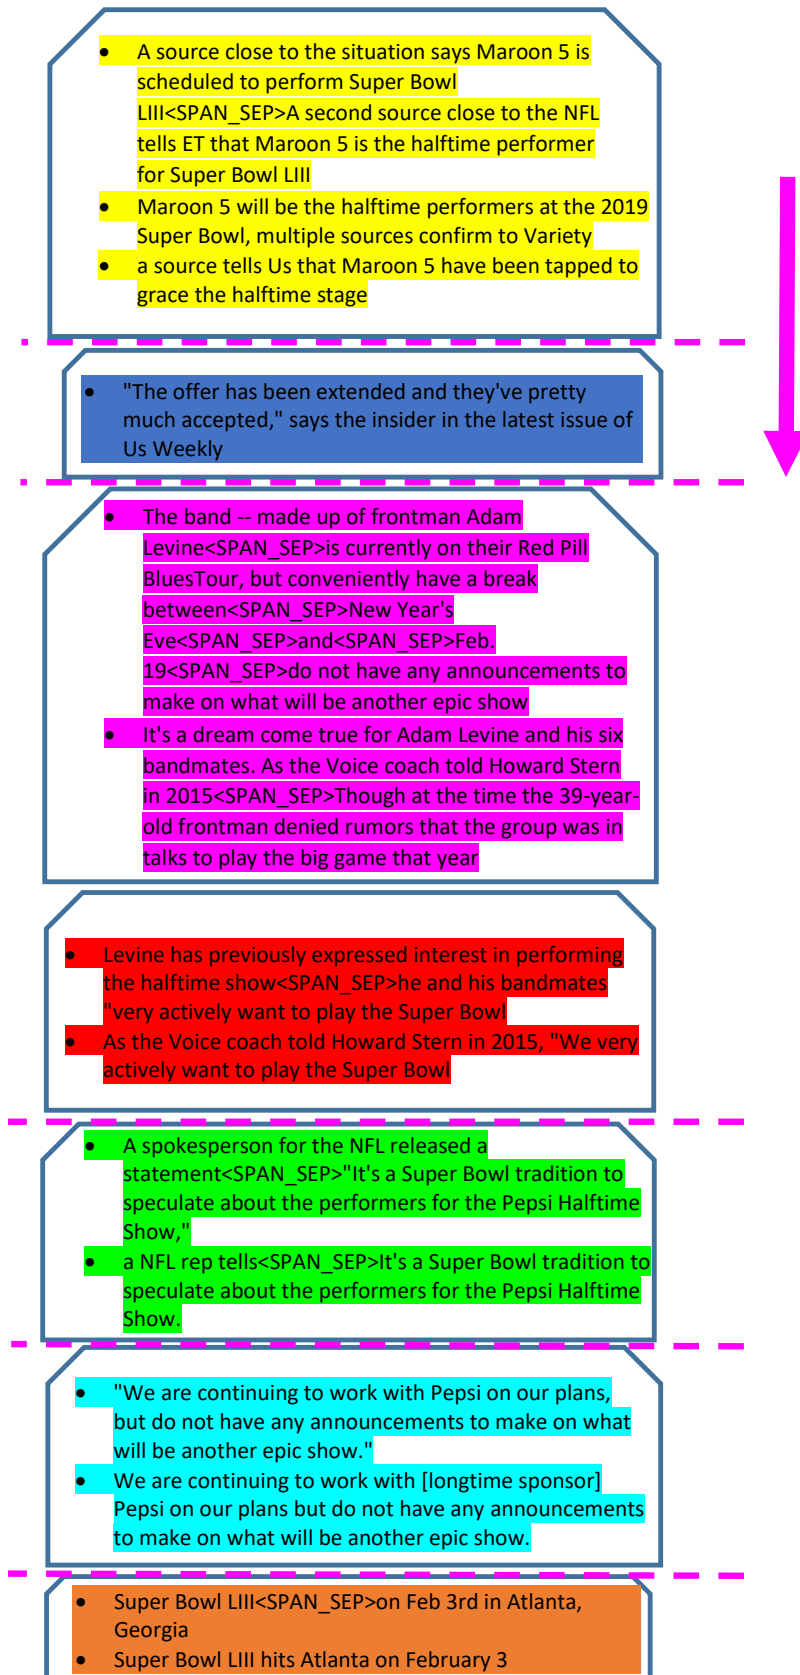 • A source close to the situation says Maroon 5 is
scheduled to perform Super Bowl
LIII<SPAN_SEP>A second source close to the NFL
tells ET that Maroon 5 is the halftime performer
for Super Bowl LIII
• Maroon 5 will be the halftime performers at the 2019
Super Bowl, multiple sources confirm to Variety
• a source tells Us that Maroon 5 have been tapped to
grace the halftime stage
• "The offer has been extended and they've pretty
much accepted," says the insider in the latest issue of
Us Weekly
• The band -- made up of frontman Adam
Levine<SPAN_SEP>is currently on their Red Pill
BluesTour, but conveniently have a break
between<SPAN_SEP>New Year's
Eve<SPAN_SEP>and<SPAN_SEP>Feb.
19<SPAN_SEP>do not have any announcements to
make on what will be another epic show
• It's a dream come true for Adam Levine and his six
bandmates. As the Voice coach told Howard Stern
in 2015<SPAN_SEP>Though at the time the 39-year-
old frontman denied rumors that the group was in
talks to play the big game that year
• Levine has previously expressed interest in performing
the halftime show<SPAN_SEP>he and his bandmates
"very actively want to play the Super Bowl
• As the Voice coach told Howard Stern in 2015, "We very
actively want to play the Super Bowl
• A spokesperson for the NFL released a
statement<SPAN_SEP>"It's a Super Bowl tradition to
speculate about the performers for the Pepsi Halftime
Show,"
• a NFL rep tells<SPAN_SEP>It's a Super Bowl tradition to
speculate about the performers for the Pepsi Halftime
Show.
• "We are continuing to work with Pepsi on our plans,
but do not have any announcements to make on what
will be another epic show."
• We are continuing to work with [longtime sponsor]
Pepsi on our plans but do not have any announcements
to make on what will be another epic show.
• Super Bowl LIII<SPAN_SEP>on Feb 3rd in Atlanta,
Georgia
• Super Bowl LIII hits Atlanta on February 3